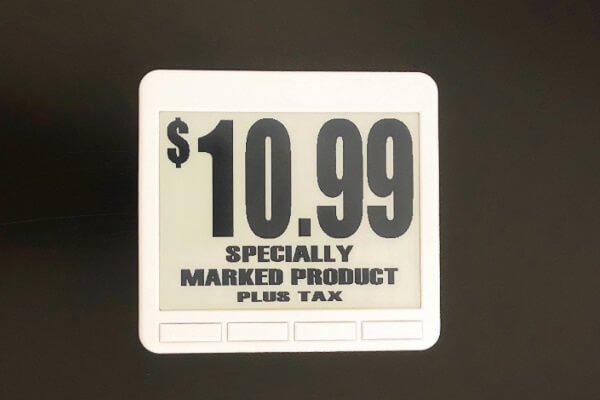 $10.99
SPECIALLY
MARKED PRODUCT
PLUS TAX